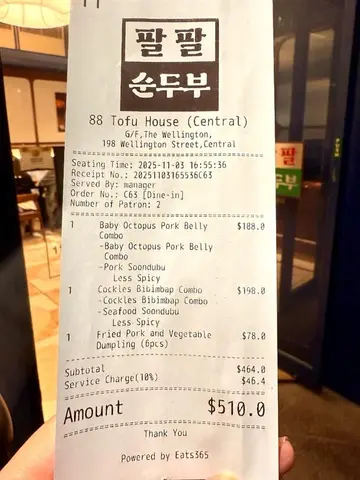 팔팔
순두부
88 Tofu House (Central)
G/F,The Wellington,
198 Wellington Street,Central
Seating Time: 2025-11-03 16:55:36
Receipt No.: 20251103165536C63
Served By: manager
Order No.: C63 [Dine-in]
Number of Patron: 2
1 Baby Octopus Pork Belly $188.0
Combo
-Baby Octopus Pork Belly
Combo
-Pork Soondubu
Less Spicy
1 Cockles Bibimbap Combo $198.0
-Cockles Bibimbap Combo
-Seafood Soondubu
Less Spicy
1 Fried Pork and Vegetable $78.0
Dumpling (6pcs)
Subtotal $464.0
Service Charge(10%) $46.4
Amount $510.0
Thank You
Powered by Eats365
팔
두부